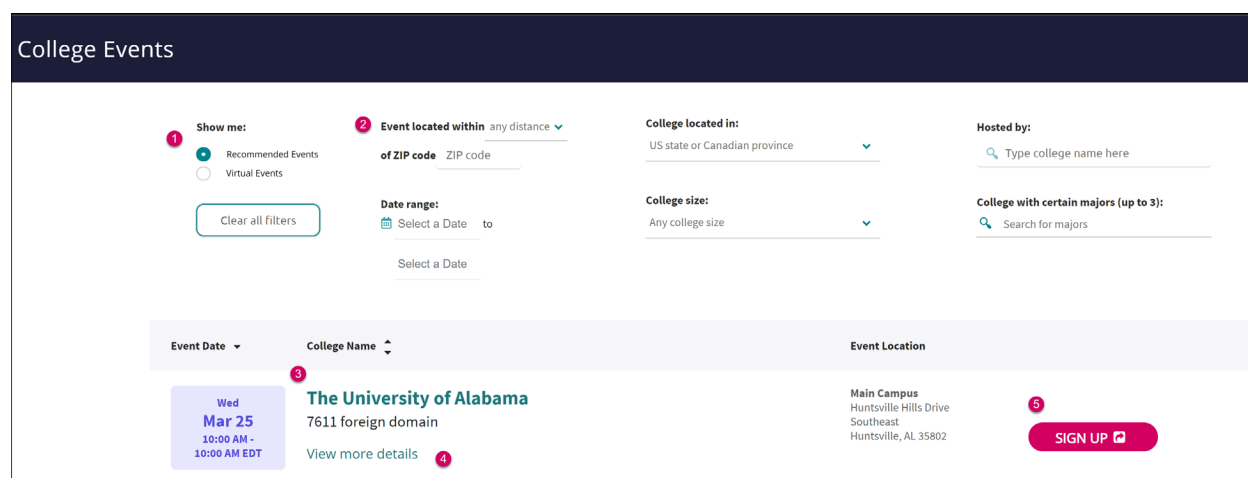 College Events
1
Show me:
Recommended Events
Virtual Events
Clear all filters
2
Event located within any distance
of ZIP code ZIP code
Date range:
Select a Date to
Select a Date
College located in:
US state or Canadian province
College size:
Any college size
Hosted by:
Type college name here
College with certain majors (up to 3):
Search for majors
Event Date
College Name
Event Location
3
Wed
Mar 25
10:00 AM -
10:00 AM EDT
The University of Alabama
7611 foreign domain
View more details
4
Main Campus
Huntsville Hills Drive
Southeast
Huntsville, AL 35802
5
SIGN UP